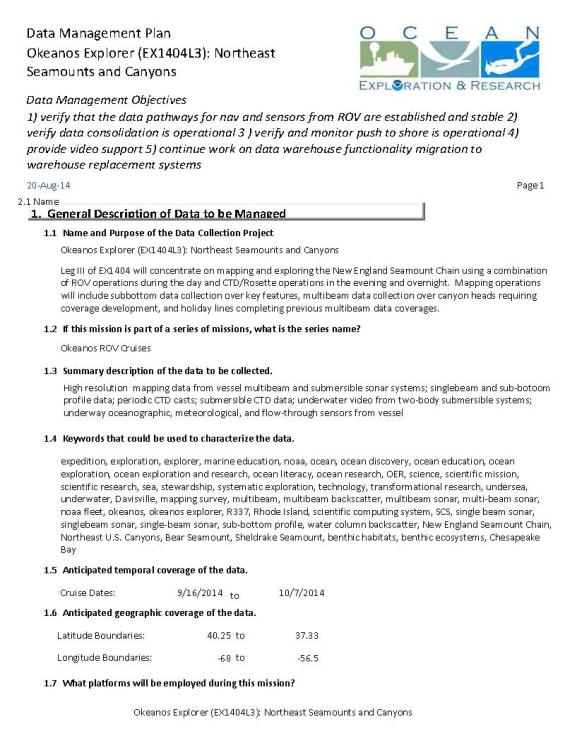 Data Management Plan
Okeanos Explorer (EX1404L3): Northeast
Seamounts and Canyons
OCEAN
EXPLORATION & RESEARCH
Data Management Objectives
1) verify that the data pathways for nav and sensors from ROV are established and stable 2)
verify data consolidation is operational 3 ) verify and monitor push to shore is operational 4)
provide video support 5) continue work on data warehouse functionality migration to
warehouse replacement systems
20-Aug-14
Page 1
2.1 Name
1. General Description of Data to be Managed
1.1 Name and Purpose of the Data Collection Project
Okeanos Explorer (EX1404L3): Northeast Seamounts and Canyons
Leg III of EX1404 will concentrate on mapping and exploring the New England Seamount Chain using a combination
of ROV operations during the day and CTD/Rosette operations in the evening and overnight. Mapping operations
will include subbottom data collection over key features, multibeam data collection over canyon heads requiring
coverage development, and holiday lines completing previous multibeam data coverages.
1.2 If this mission is part of a series of missions, what is the series name?
Okeanos ROV Cruises
1.3 Summary description of the data to be collected.
High resolution mapping data from vessel multibeam and submersible sonar systems; singlebeam and sub-botoom
profile data; periodic CTD casts; submersible CTD data; underwater video from two-body submersible systems;
underway oceanographic, meteorological, and flow-through sensors from vessel
1.4 Keywords that could be used to characterize the data.
expedition, exploration, explorer, marine education, noaa, ocean, ocean discovery, ocean education, ocean
exploration, ocean exploration and research, ocean literacy, ocean research, OER, science, scientific mission,
scientific research, sea, stewardship, systematic exploration, technology, transformational research, undersea,
underwater, Davisville, mapping survey, multibeam, multibeam backscatter, multibeam sonar, multi-beam sonar,
noaa fleet, okeanos, okeanos explorer, R337, Rhode Island, scientific computing system, SCS, single beam sonar,
singlebeam sonar, single-beam sonar, sub-bottom profile, water column backscatter, New England Seamount Chain,
Northeast U.S. Canyons, Bear Seamount, Sheldrake Seamount, benthic habitats, benthic ecosystems, Chesapeake
Bay
1.5 Anticipated temporal coverage of the data.
Cruise Dates: 9/16/2014 to 10/7/2014
1.6 Anticipated geographic coverage of the data.
Latitude Boundaries: 40.25 to 37.33
Longitude Boundaries: -68 to -56.5
1.7 What platforms will be employed during this mission?
Okeanos Explorer (EX1404L3): Northeast Seamounts and Canyons